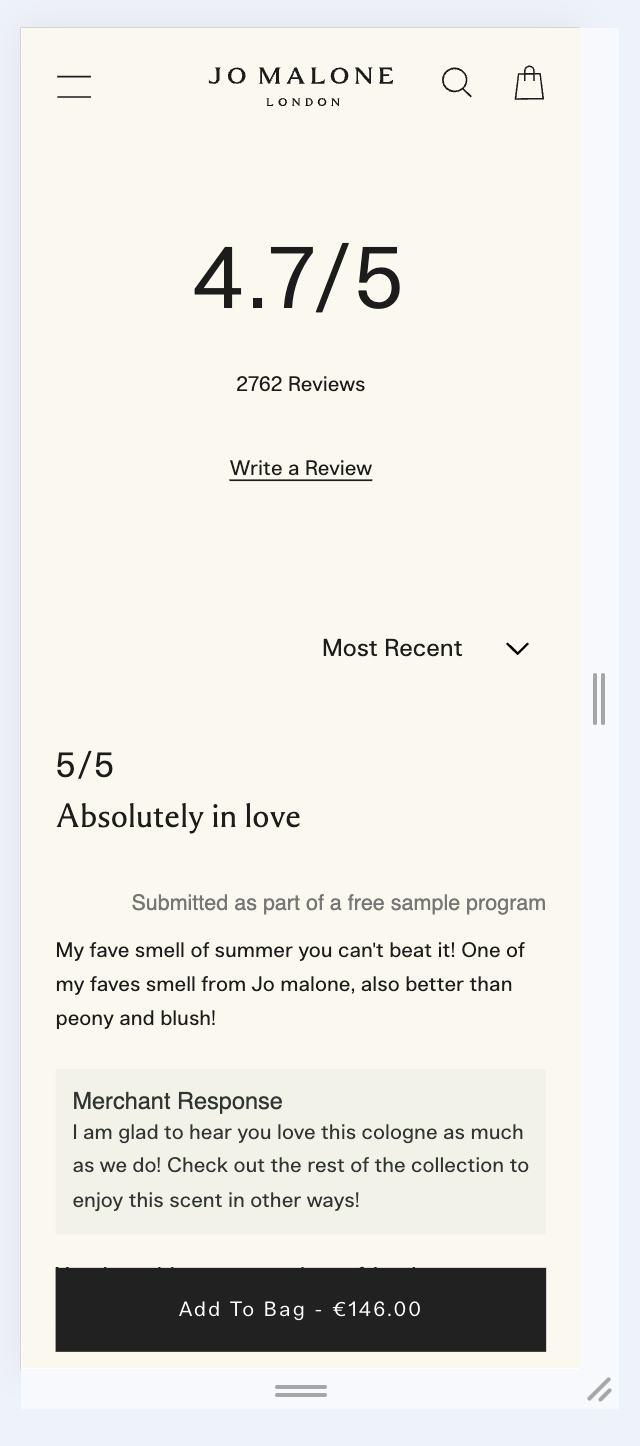 JO MALONE
LONDON
4.7/5
2762 Reviews
Write a Review
Most Recent
5/5
Absolutely in love
Submitted as part of a free sample program
My fave smell of summer you can't beat it! One of
my faves smell from Jo malone, also better than
peony and blush!
Merchant Response
I am glad to hear you love this cologne as much
as we do! Check out the rest of the collection to
enjoy this scent in other ways!
Add To Bag - €146.00